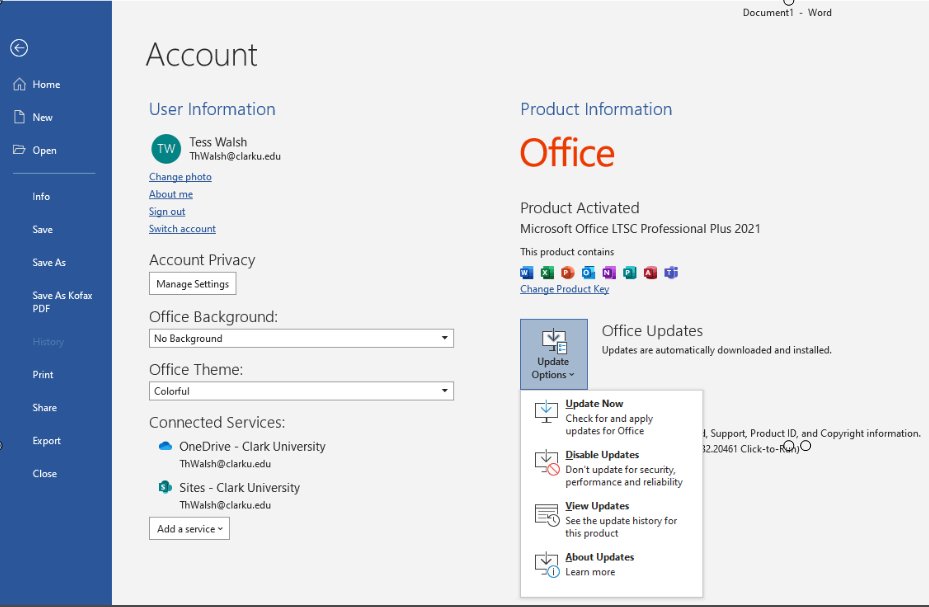 Document1 - Word
Account
Home
New
Open
Info
Save
Save As
Save As Kofax
PDF
History
Print
Share
Export
Close
User Information
TW
Tess Walsh
ThWalsh@clarku.edu
Change photo
About me
Sign out
Switch account
Account Privacy
Manage Settings
Office Background:
No Background
Office Theme:
Colorful
Connected Services:
OneDrive - Clark University
ThWalsh@clarku.edu
S
Sites - Clark University
ThWalsh@clarku.edu
Add a service
Product Information
Office
Product Activated
Microsoft Office LTSC Professional Plus 2021
This product contains
W X P O N P A T
Change Product Key
Update
Options
Office Updates
Updates are automatically downloaded and installed.
Update Now
Check for and apply
updates for Office
Disable Updates
Don't update for security,
performance and reliability
View Updates
See the update history for
this product
About Updates
Learn more
Support, Product ID, and Copyright information.
32.20461 Click-to-Run)